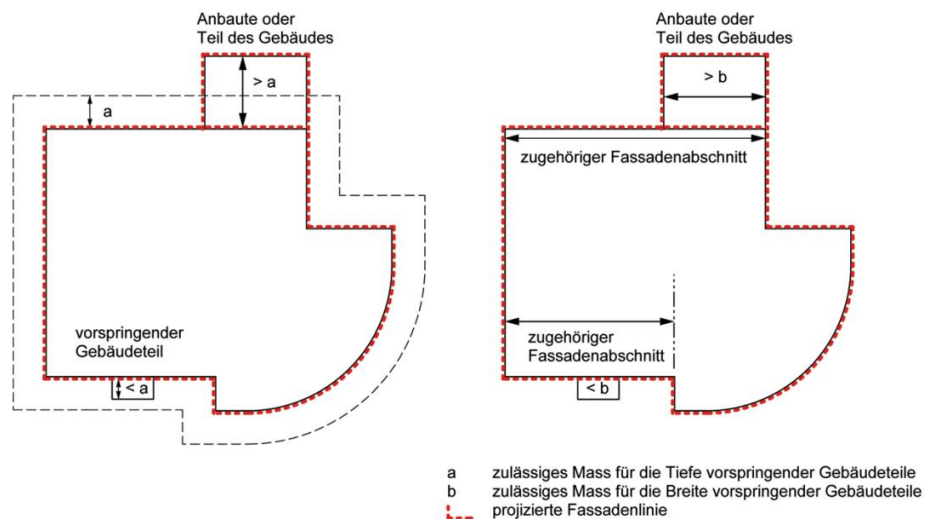 Anbaute oder
Teil des Gebäudes
> a
a
vorspringender
Gebäudeteil
< a
Anbaute oder
Teil des Gebäudes
> b
zugehöriger Fassadenabschnitt
zugehöriger
Fassadenabschnitt
< b
a zulässiges Mass für die Tiefe vorspringender Gebäudeteile
b zulässiges Mass für die Breite vorspringender Gebäudeteile
projizierte Fassadenlinie